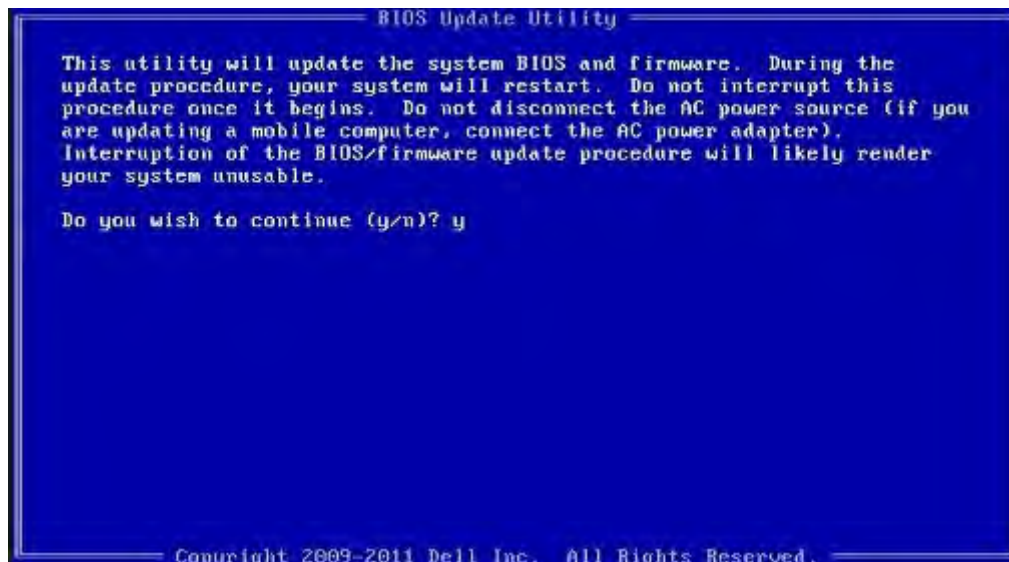 BIOS Update Utility
This utility will update the system BIOS and firmware. During the
update procedure, your system will restart. Do not interrupt this
procedure once it begins. Do not disconnect the AC power source (if you
are updating a mobile computer, connect the AC power adapter).
Interruption of the BIOS/firmware update procedure will likely render
your system unusable.
Do you wish to continue (y/n)? y
Copyright 2009-2011 Dell Inc. All Rights Reserved.